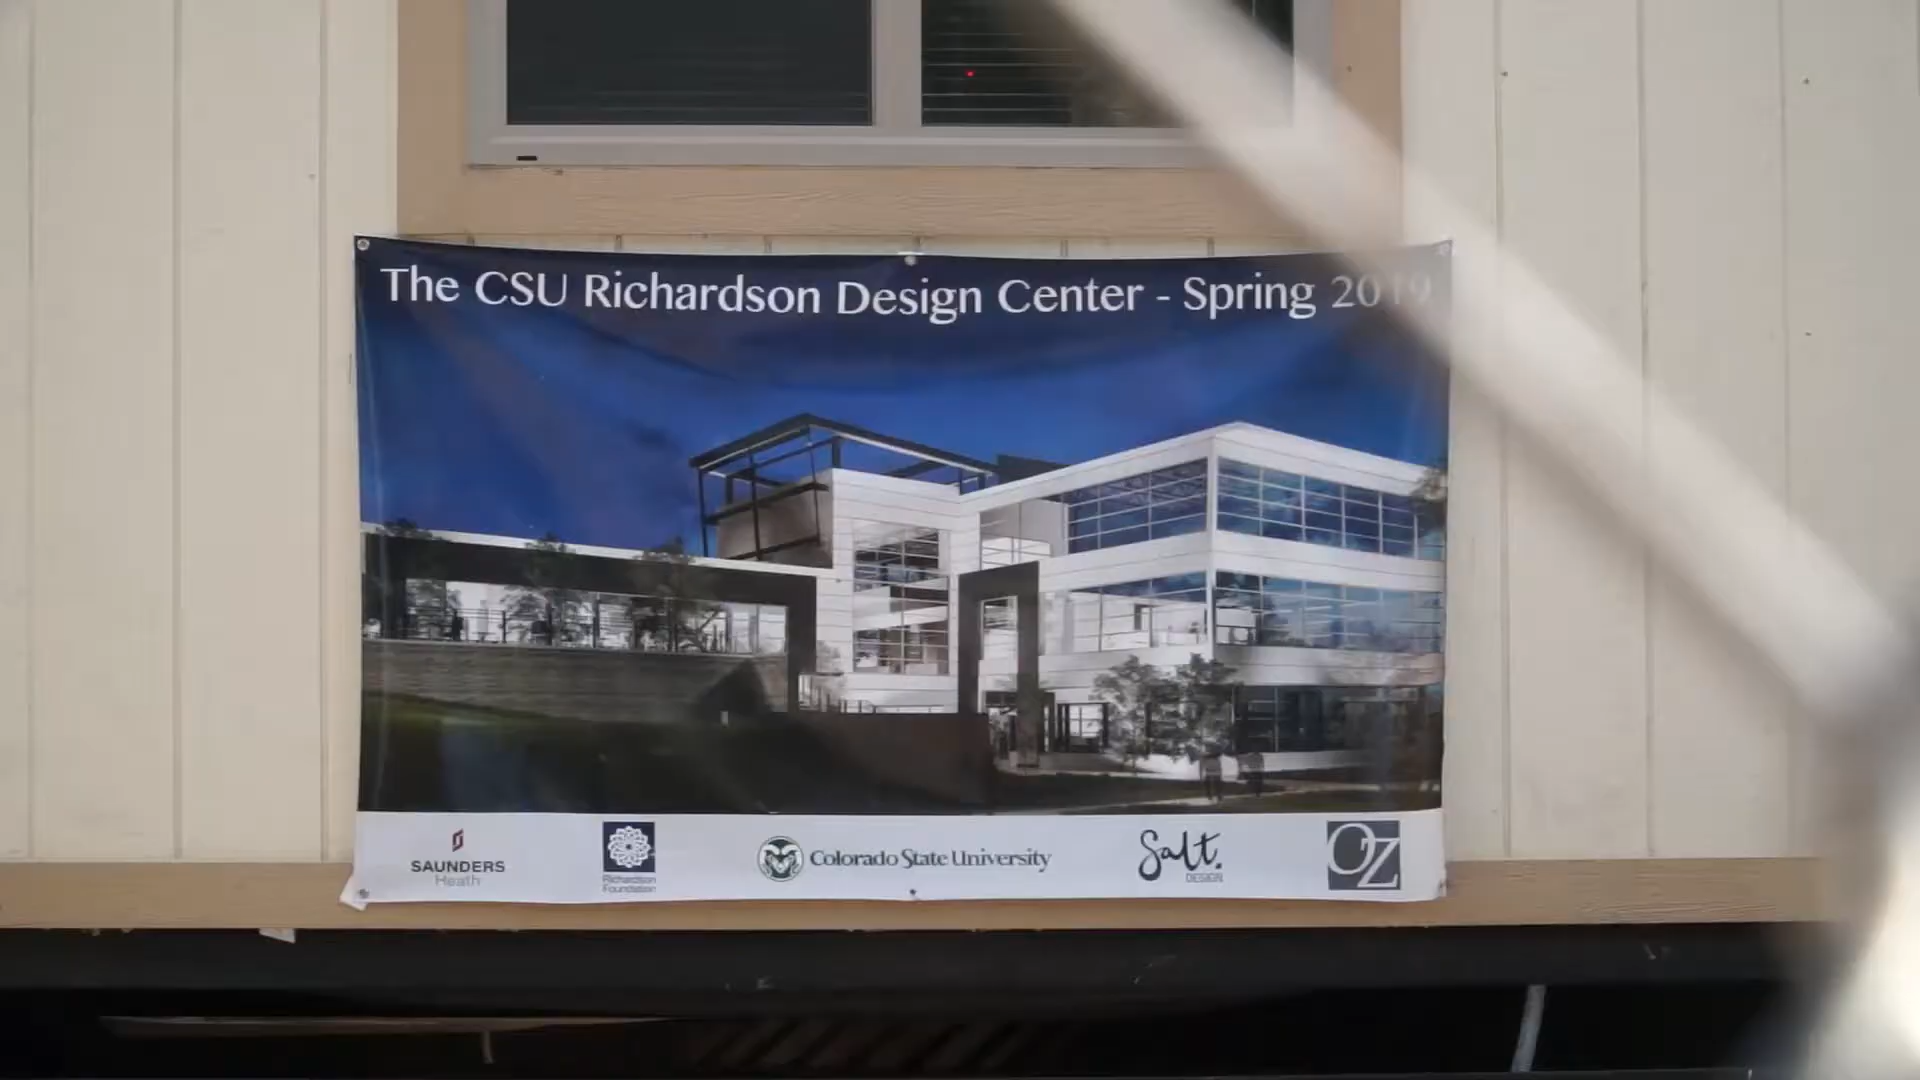 The CSU Richardson Design Center - Spring 2019
SAUNDERS
Heath
Richardson
Foundation
Colorado State University
Salt.
DESIGN
OZ